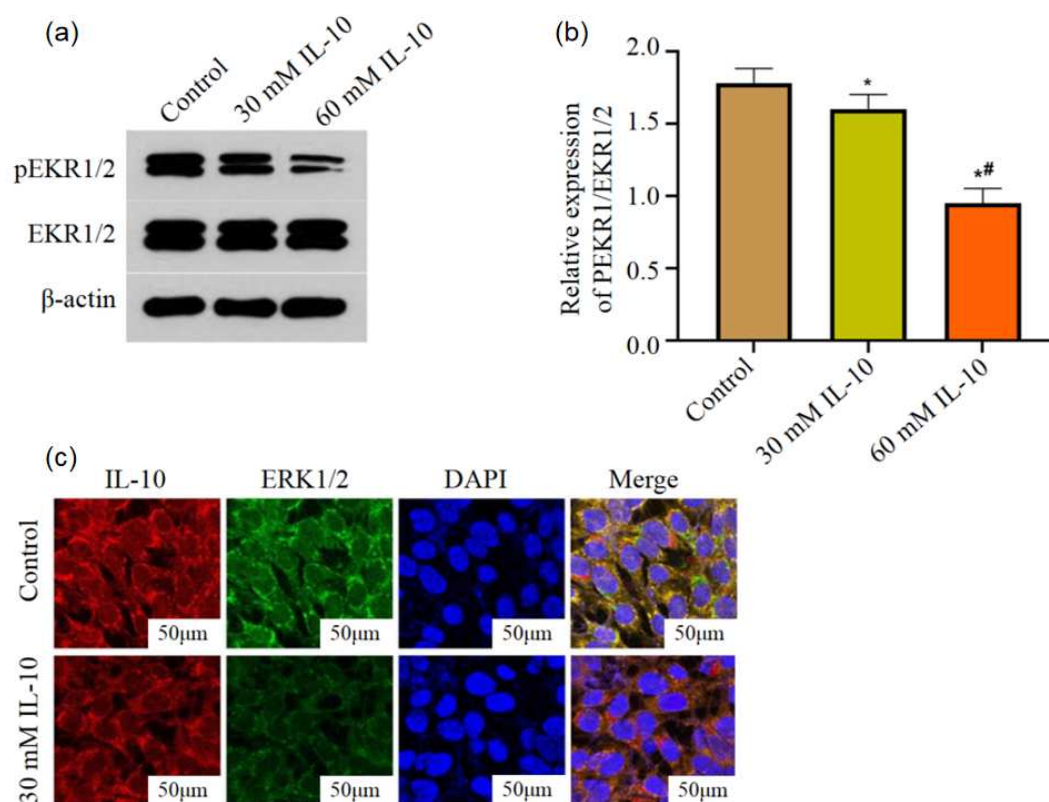 (a)
Control
30 mM IL-10
60 mM IL-10
pEKR1/2
EKR1/2
β-actin
(b)
Relative expression
of PEKR1/EKR1/2
2.0
1.5
1.0
0.5
0.0
*
*#
Control
30 mM IL-10
60 mM IL-10
(c)
IL-10 ERK1/2 DAPI Merge
Control
50μm 50μm 50μm 50μm
30 mM IL-10
50μm 50μm 50μm 50μm